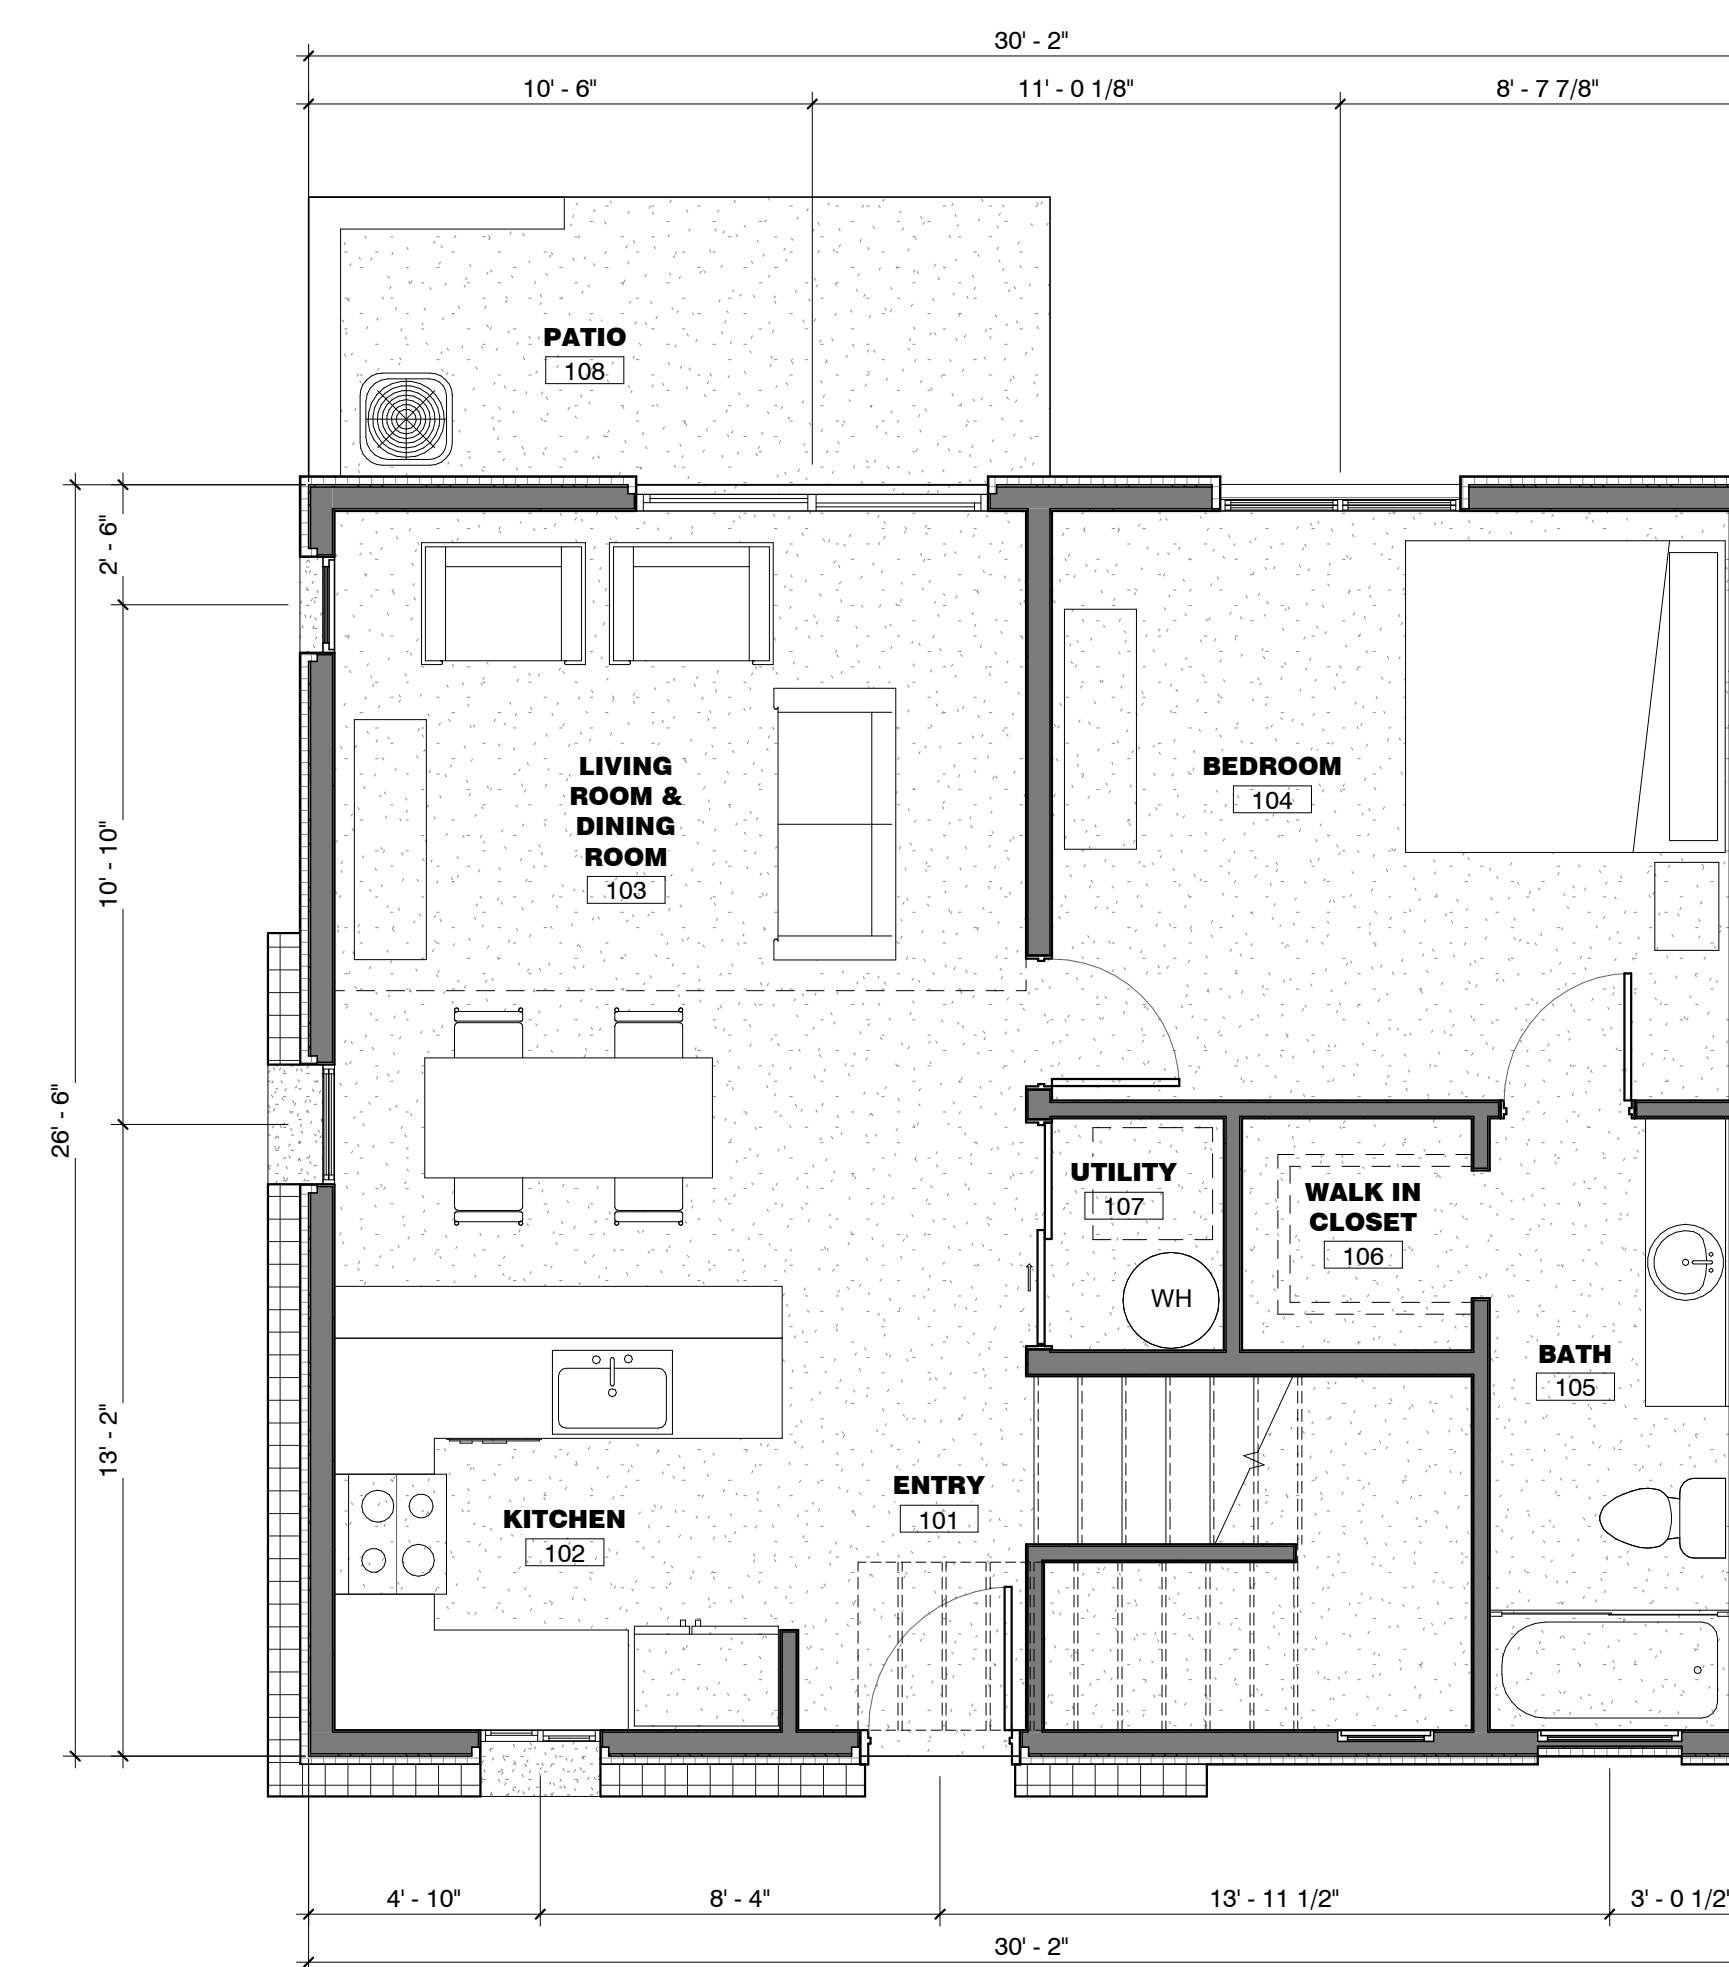 30' - 2"
10' - 6"
11' - 0 1/8"
8' - 7 7/8"
PATIO
108
2' - 6"
10' - 10"
26' - 6"
13' - 2"
LIVING
ROOM &
DINING
ROOM
103
BEDROOM
104
UTILITY
107
WALK IN
CLOSET
106
WH
BATH
105
ENTRY
101
KITCHEN
102
4' - 10"
8' - 4"
13' - 11 1/2"
3' - 0 1/2"
30' - 2"